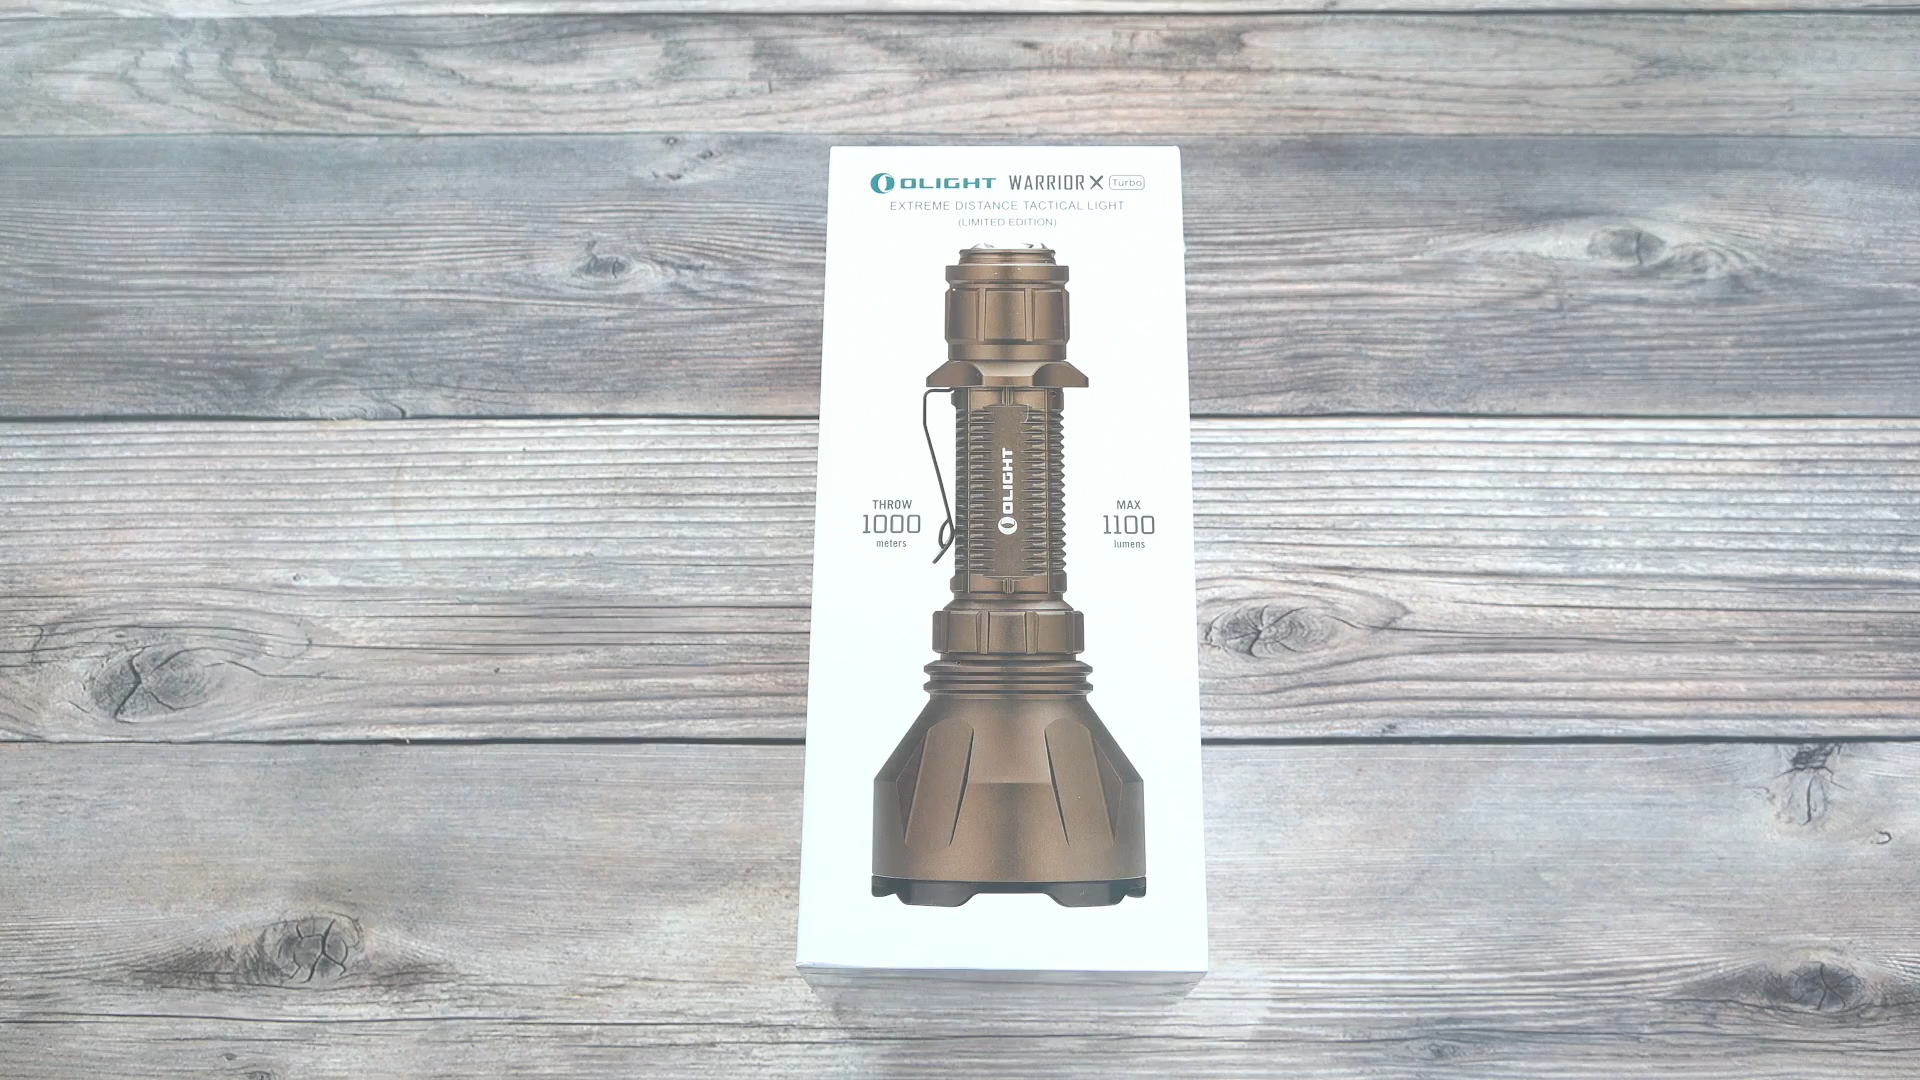 OLIGHT WARRIOR X Turbo
EXTREME DISTANCE TACTICAL LIGHT
(LIMITED EDITION)
OLIGHT
THROW
1000
meters
MAX
1100
lumens